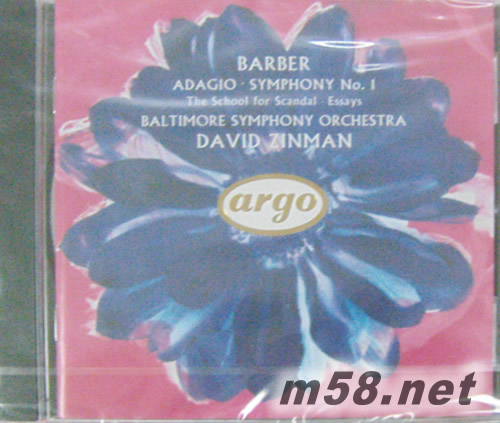 BARBER
ADAGIO · SYMPHONY No. 1
The School for Scandal · Essays
BALTIMORE SYMPHONY ORCHESTRA
DAVID ZINMAN
argo
m58.net